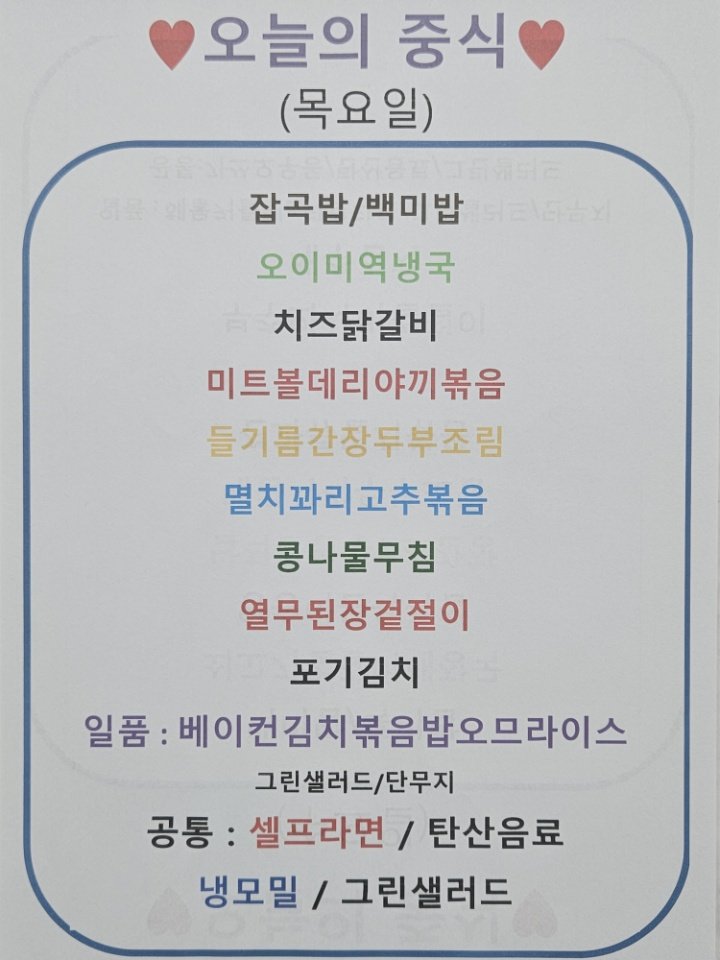 ♥오늘의 중식♥
(목요일)
잡곡밥/백미밥
오이미역냉국
치즈닭갈비
미트볼데리야끼볶음
들기름간장두부조림
멸치꽈리고추볶음
콩나물무침
열무된장겉절이
포기김치
일품 : 베이컨김치볶음밥오므라이스
그린샐러드/단무지
공통 : 셀프라면 / 탄산음료
냉모밀 / 그린샐러드